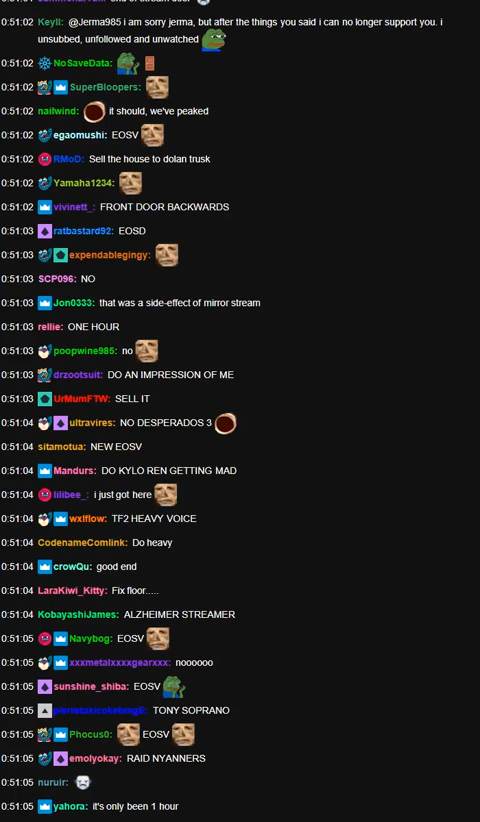 0:51:02 Keyll: @Jerma985 i am sorry jerma, but after the things you said i can no longer support you. i
unsubbed, unfollowed and unwatched
0:51:02 NoSaveData:
0:51:02 SuperBloopers:
0:51:02 nailwind: it should, we've peaked
0:51:02 egaomushi: EOSV
0:51:02 RMoD: Sell the house to dolan trusk
0:51:02 Yamaha1234:
0:51:02 vivinett_: FRONT DOOR BACKWARDS
0:51:03 ratbastard92: EOSD
0:51:03 expendablegingy:
0:51:03 SCP096: NO
0:51:03 Jon0333: that was a side-effect of mirror stream
0:51:03 rellie: ONE HOUR
0:51:03 poopwine985: no
0:51:03 drzootsuit: DO AN IMPRESSION OF ME
0:51:03 UrMumFTW: SELL IT
0:51:04 ultravires: NO DESPERADOS 3
0:51:04 sitamotua: NEW EOSV
0:51:04 Mandurs: DO KYLO REN GETTING MAD
0:51:04 lilibee_: i just got here
0:51:04 wxlflow: TF2 HEAVY VOICE
0:51:04 CodenameComlink: Do heavy
0:51:04 crowQu: good end
0:51:04 LaraKiwi_Kitty: Fix floor.....
0:51:04 KobayashiJames: ALZHEIMER STREAMER
0:51:05 Navybog: EOSV
0:51:05 xxxmetalxxxxgearxxx: noooooo
0:51:05 sunshine_shiba: EOSV
0:51:05 TONY SOPRANO
0:51:05 Phocus0: EOSV
0:51:05 emolyokay: RAID NYANNERS
0:51:05 nuruir:
0:51:05 yahora: it's only been 1 hour